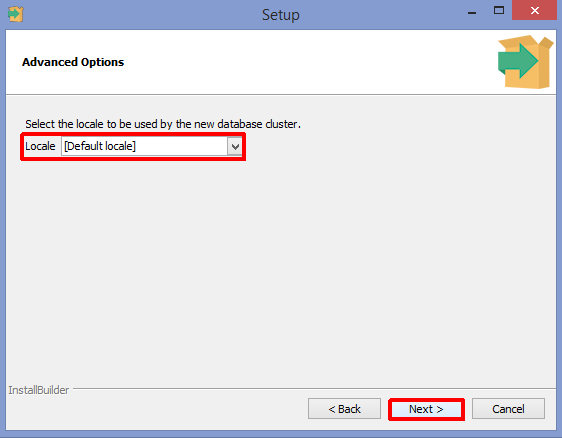 Setup
Advanced Options
Select the locale to be used by the new database cluster.
Locale [Default locale]
InstallBuilder
< Back Next > Cancel